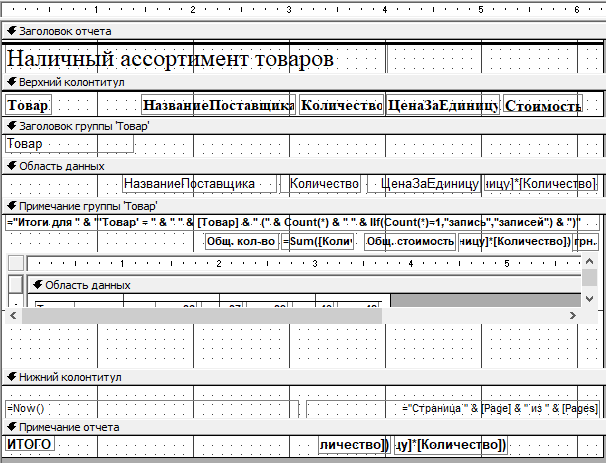 1 2 3 4 5 6
Заголовок отчета
Наличный ассортимент товаров
Верхний колонтитул
Товар НазваниеПоставщика Количество ЦенаЗаЕдиницу Стоимость
Заголовок группы 'Товар'
Товар
Область данных
НазваниеПоставщика Количество ЦенаЗаЕдиницу ницу]*[Количество]
Примечание группы 'Товар'
="Итоги для " & "'Товар' = " & " " & [Товар] & " (" & Count(*) & " " & IIf(Count(*)=1,"запись","записей") & ")"
Общ. кол-во =Sum([Колич Общ. стоимость ницу]*[Количество]) грн.
1 2 3 4 5
Область данных
Нижний колонтитул
=Now() ="Страница " & [Page] & " из " & [Pages]
Примечание отчета
ИТОГО личество]) цу]*[Количество])